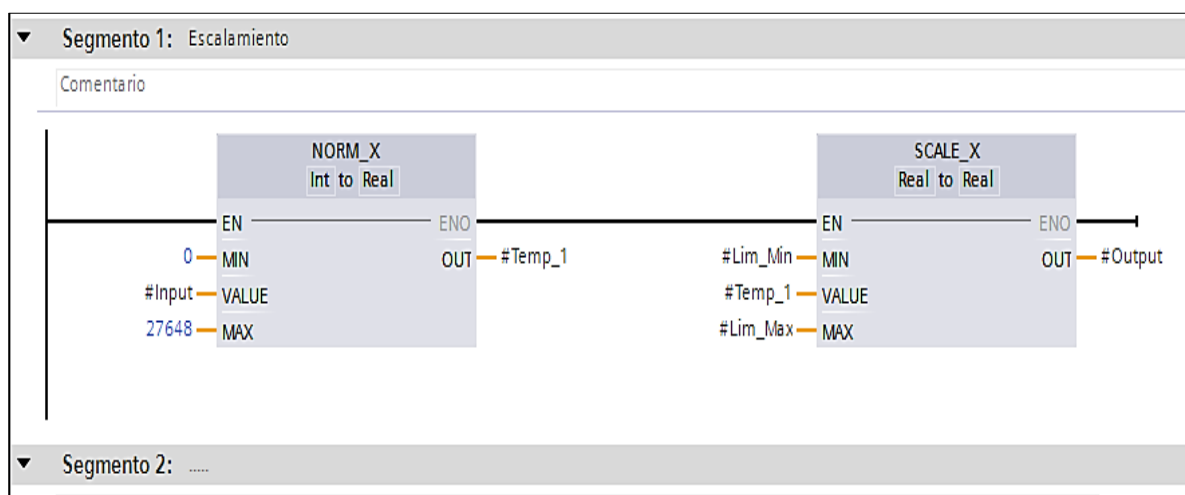 Segmento 1: Escalamiento
Comentario
NORM_X
Int to Real
EN
ENO
0
MIN
OUT
#Temp_1
#Input
VALUE
27648
MAX
SCALE_X
Real to Real
EN
ENO
#Lim_Min
MIN
OUT
#Output
#Temp_1
VALUE
#Lim_Max
MAX
Segmento 2: .....